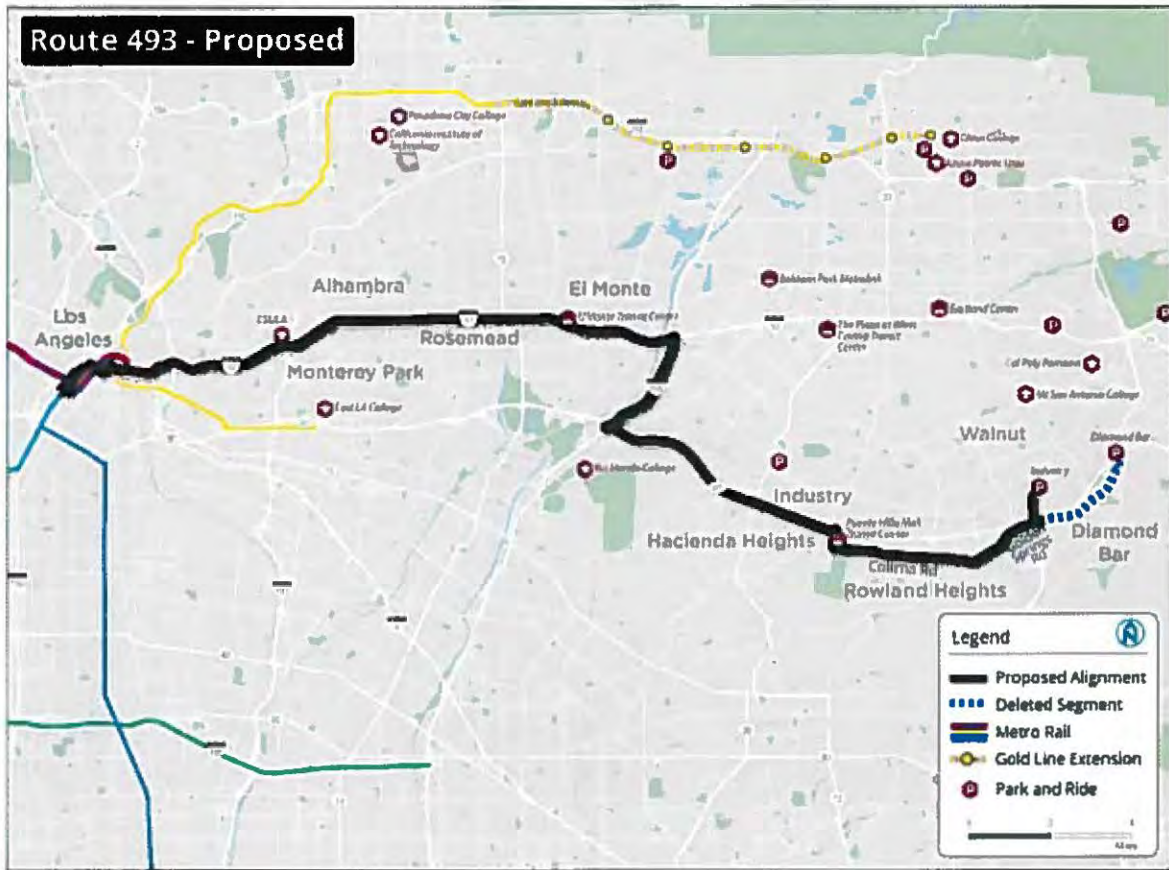 Route 493 - Proposed
Pasadena City College
California Institute of
Technology
Citrus College
Alhambra
El Monte
Los
Angeles
CSULA
El Monte Transit Center
Rosemead
Monterey Park
East LA College
Baldwin Park Metrolink
Eastland Center
The Plaza at West
Covina Transit
Center
Cal Poly Pomona
Mt San Antonio College
Walnut
Diamond Bar
Rio Hondo College
Industry
Industry
Puente Hills Mall
Transit Center
Hacienda Heights
Diamond
Bar
Colima Rd
Rowland Heights
Legend
N
Proposed Alignment
Deleted Segment
Metro Rail
Gold Line Extension
P Park and Ride